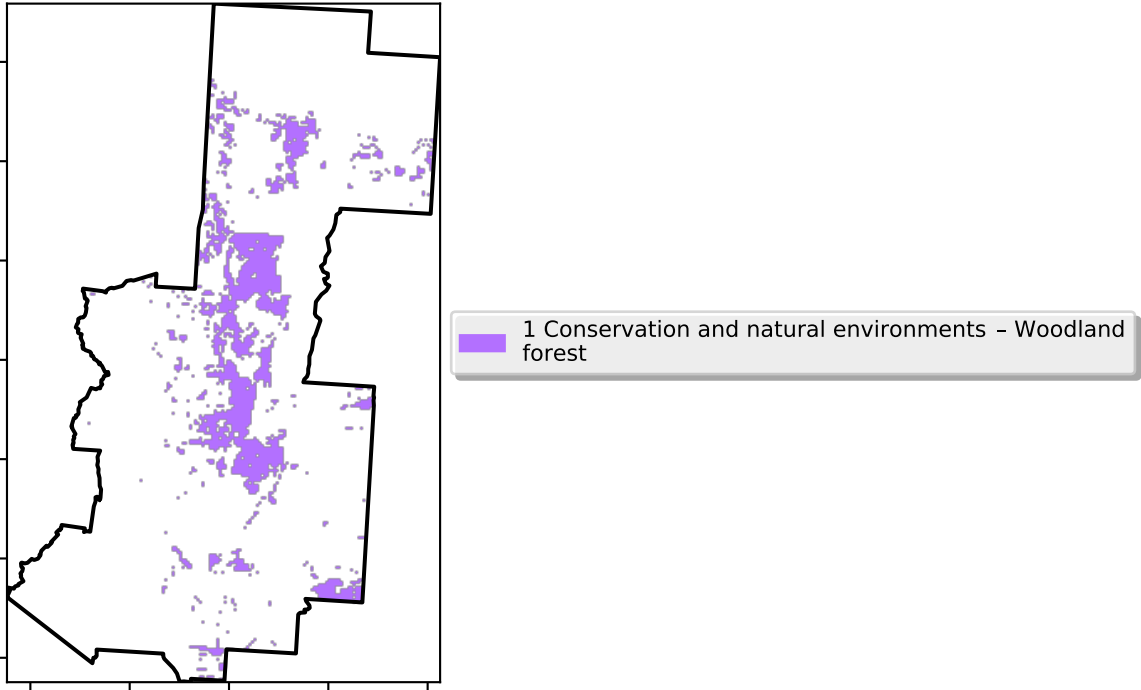 1 Conservation and natural environments – Woodland
forest